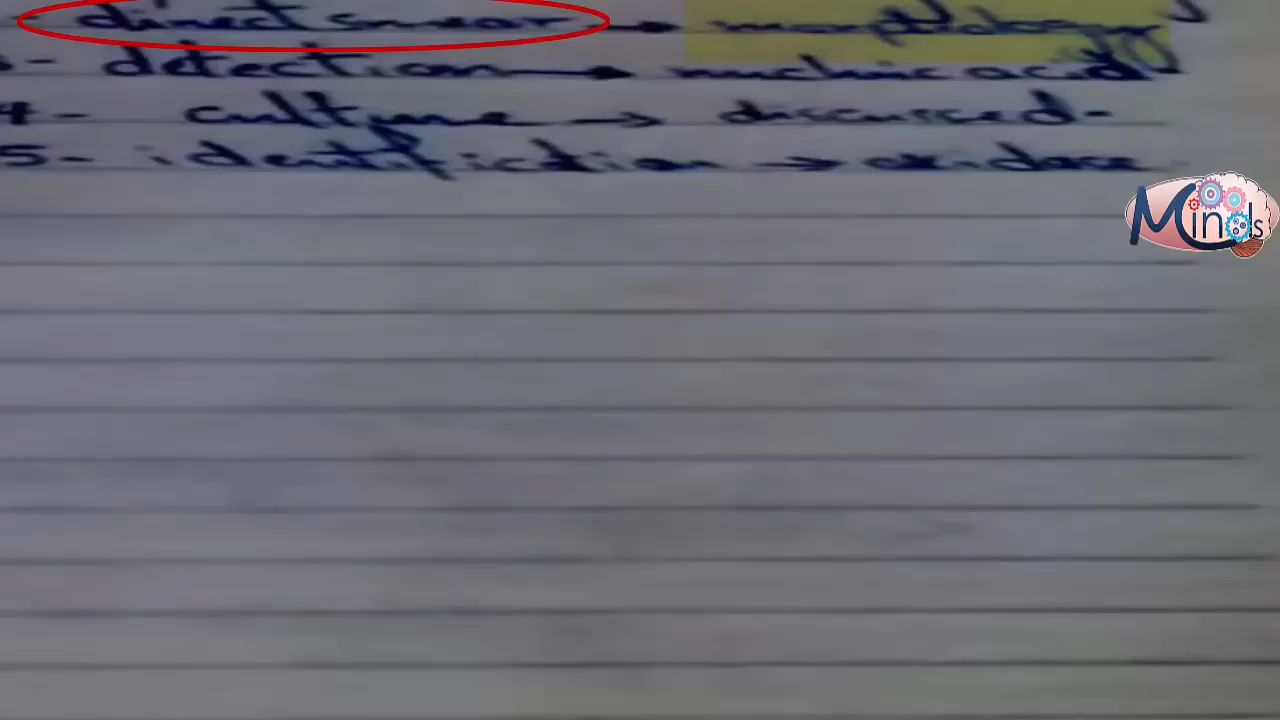 - direct smear → morphology
- detection → nucleic acid
4- culture → discussed-
5- identification → oxidase
Minds